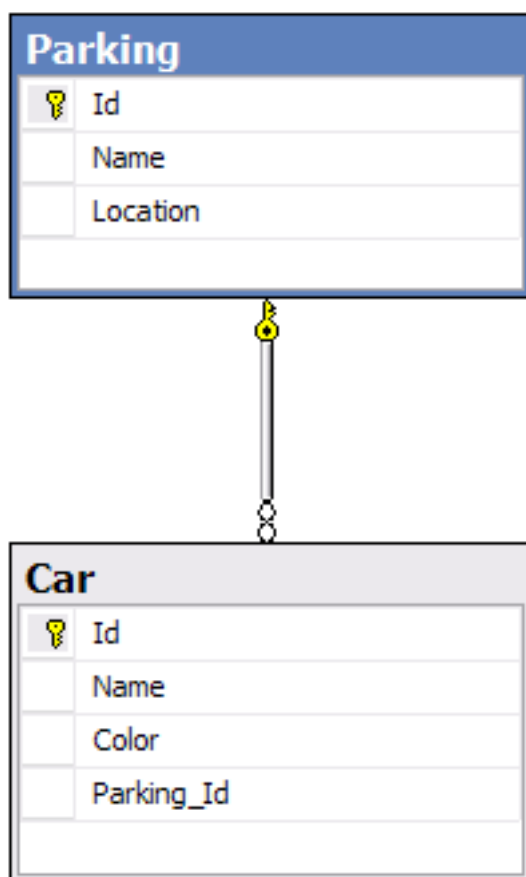 Parking
Id
Name
Location
Car
Id
Name
Color
Parking_Id